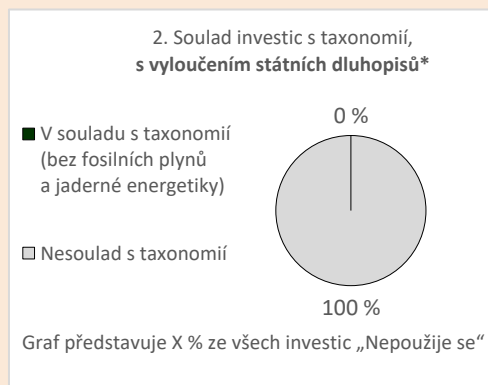 2. Soulad investic s taxonomií,
s vyloučením státních dluhopisů*
V souladu s taxonomií
(bez fosilních plynů
a jaderné energetiky)
Nesoulad s taxonomií
0 %
100 %
Graf představuje X % ze všech investic „Nepoužije se“